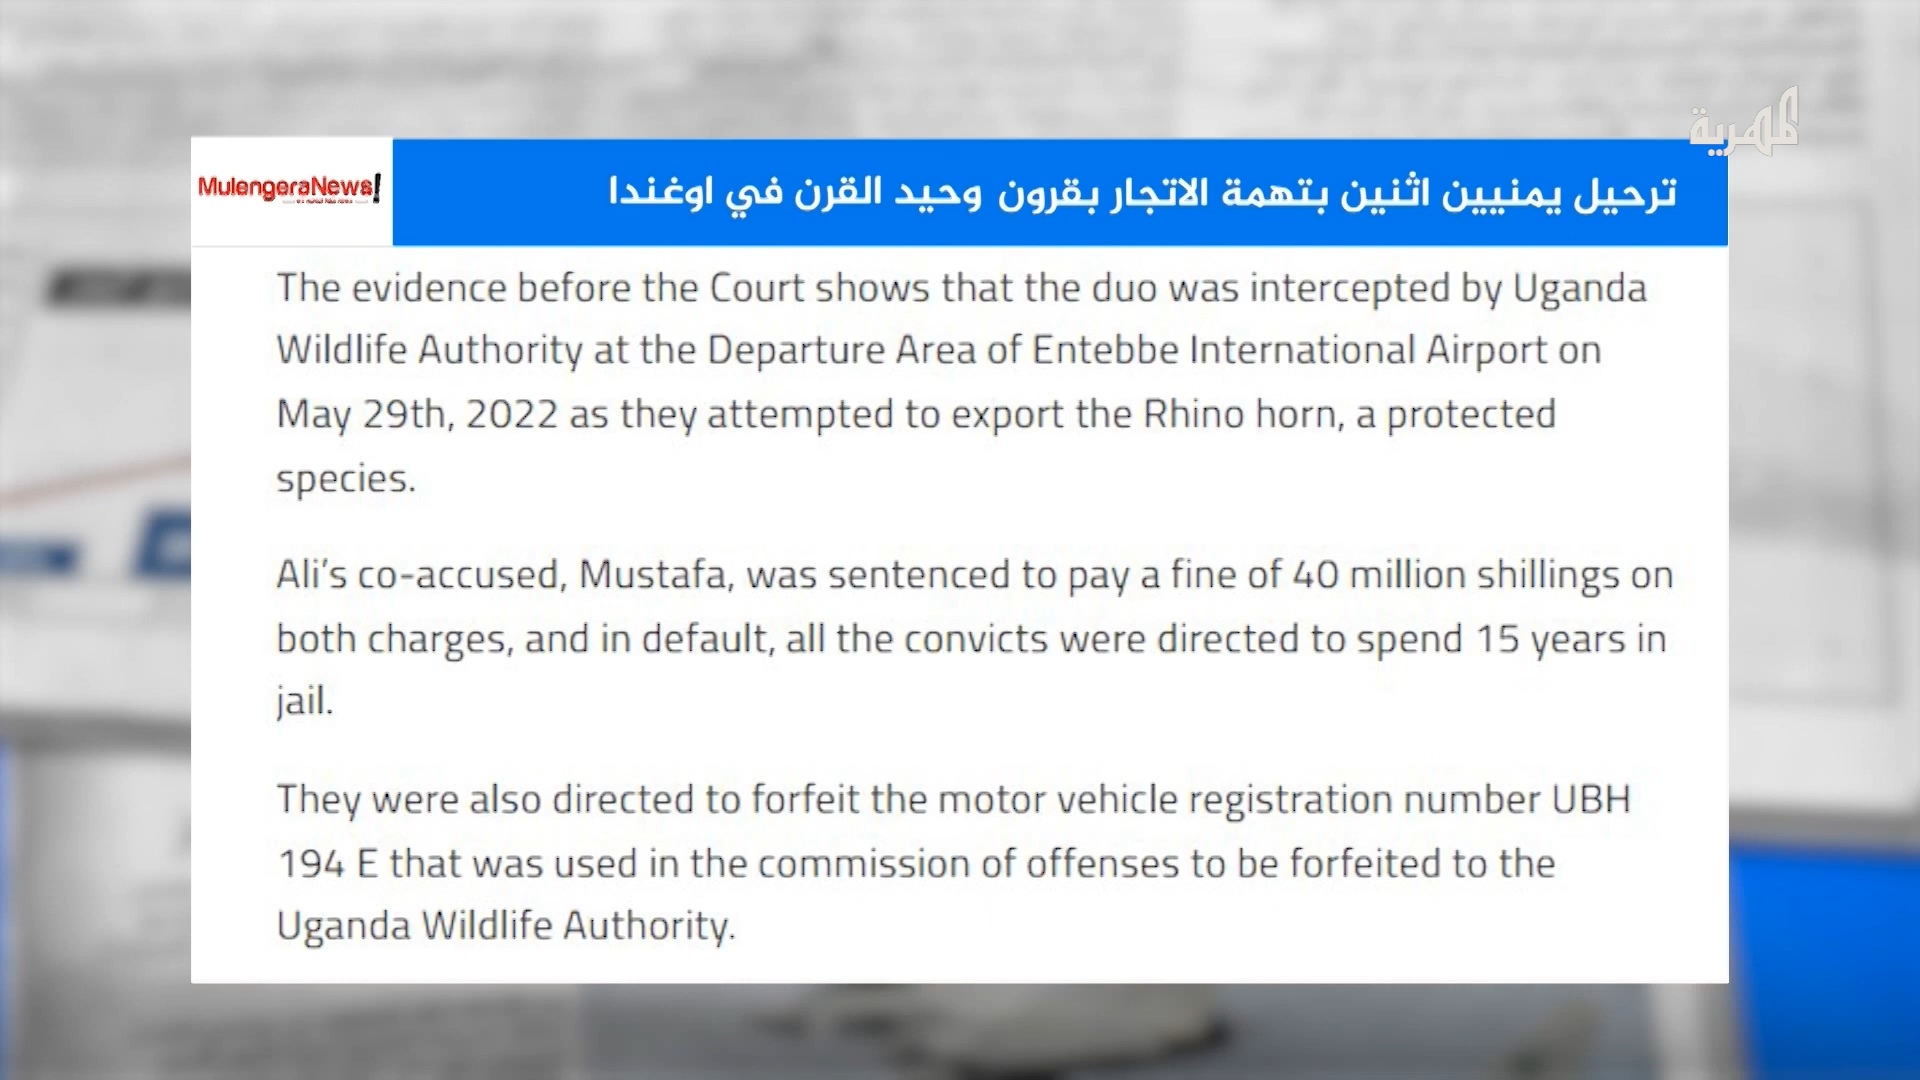 المهرية
MulengeraNews!
ترحيل يمنيين اثنين بتهمة الاتجار بقرون وحيد القرن في اوغندا
The evidence before the Court shows that the duo was intercepted by Uganda
Wildlife Authority at the Departure Area of Entebbe International Airport on
May 29th, 2022 as they attempted to export the Rhino horn, a protected
species.
Ali's co-accused, Mustafa, was sentenced to pay a fine of 40 million shillings on
both charges, and in default, all the convicts were directed to spend 15 years in
jail.
They were also directed to forfeit the motor vehicle registration number UBH
194 E that was used in the commission of offenses to be forfeited to the
Uganda Wildlife Authority.